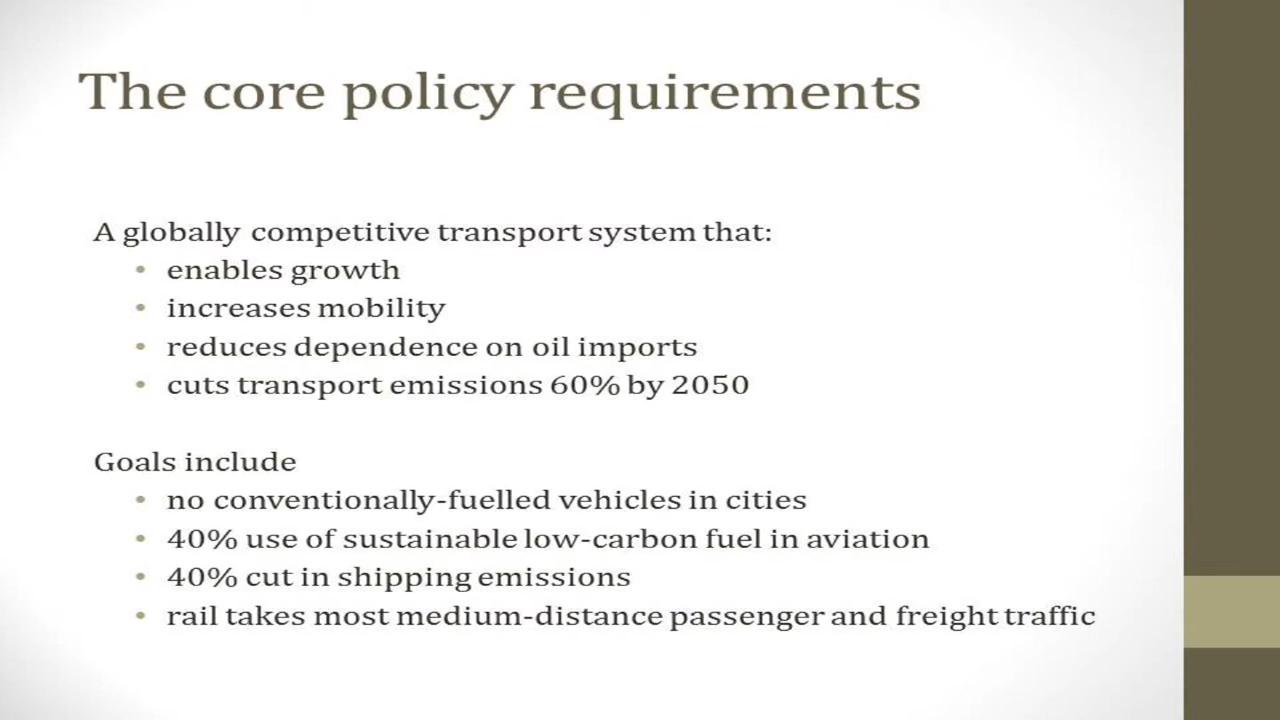 The core policy requirements
A globally competitive transport system that:
• enables growth
• increases mobility
• reduces dependence on oil imports
• cuts transport emissions 60% by 2050
Goals include
• no conventionally-fuelled vehicles in cities
• 40% use of sustainable low-carbon fuel in aviation
• 40% cut in shipping emissions
• rail takes most medium-distance passenger and freight traffic